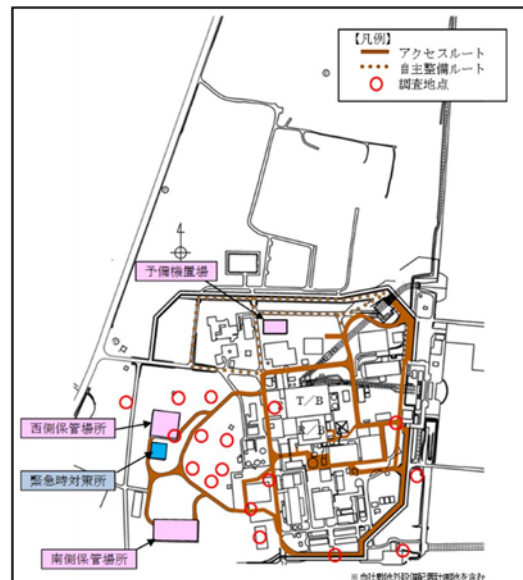 【凡例】
アクセスルート
自主整備ルート
調査地点
予備機置場
T/B
R/B
西側保管場所
緊急時対策所
南側保管場所